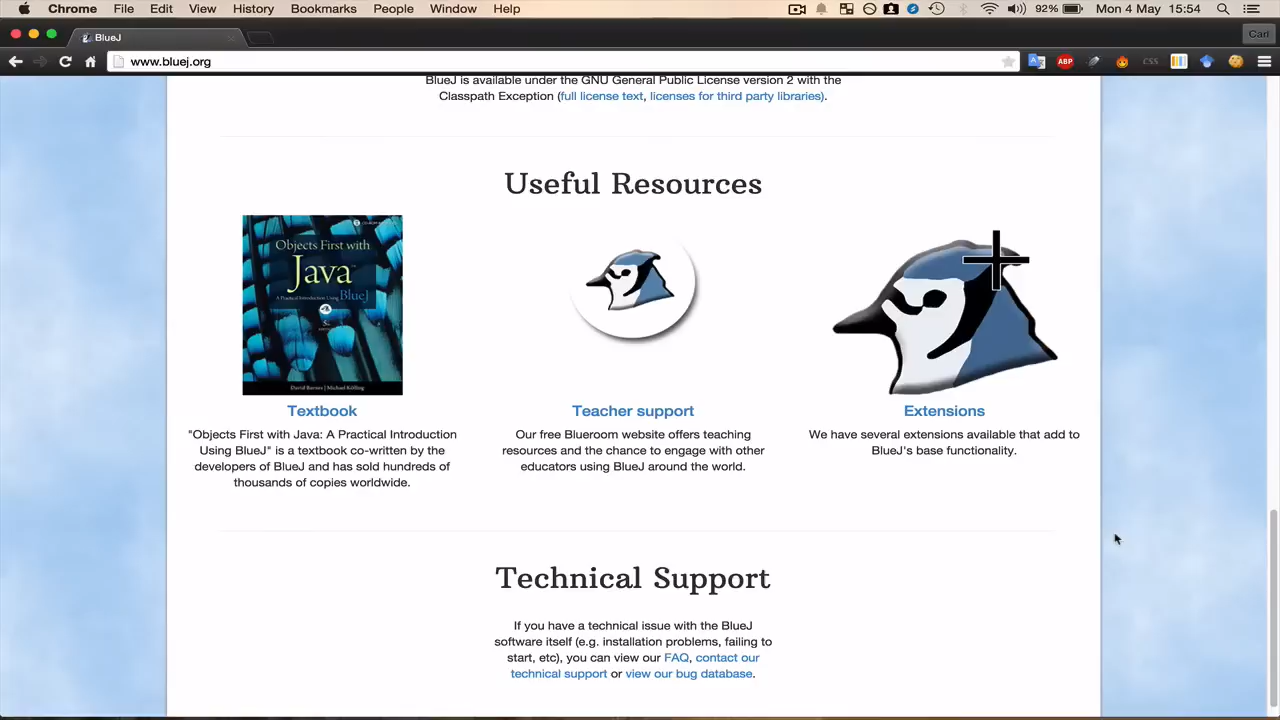 Chrome File Edit View History Bookmarks People Window Help 92% Mon 4 May 15:54
BlueJ
Carl
www.bluej.org
ABP
CSS
BlueJ is available under the GNU General Public License version 2 with the
Classpath Exception (full license text, licenses for third party libraries).
Useful Resources
Objects First with
Java
A Practical Introduction Using BlueJ
David Barnes | Michael Kölling
Textbook
"Objects First with Java: A Practical Introduction
Using BlueJ" is a textbook co-written by the
developers of BlueJ and has sold hundreds of
thousands of copies worldwide.
Teacher support
Our free Blueroom website offers teaching
resources and the chance to engage with other
educators using BlueJ around the world.
Extensions
We have several extensions available that add to
BlueJ's base functionality.
Technical Support
If you have a technical issue with the BlueJ
software itself (e.g. installation problems, failing to
start, etc), you can view our FAQ, contact our
technical support or view our bug database.